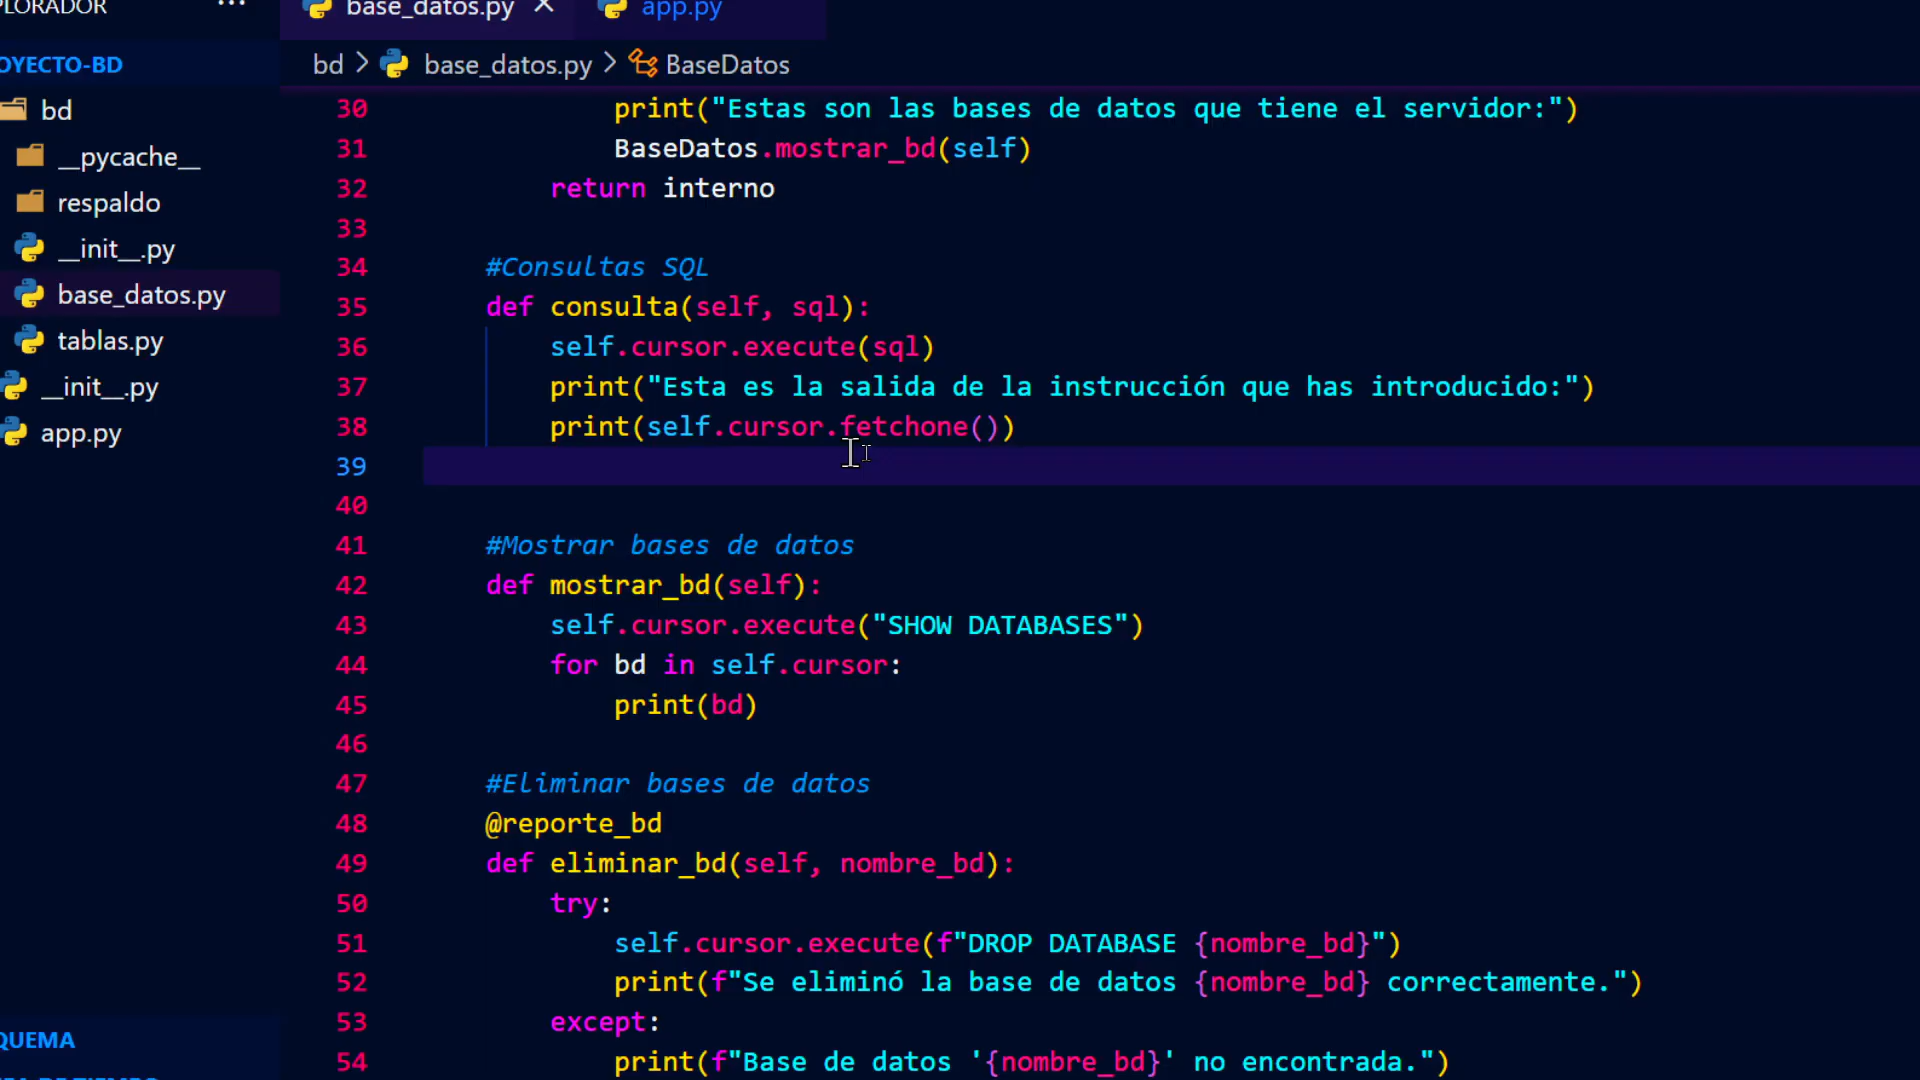 PLORADOR ...
base_datos.py
app.py
OYECTO-BD
bd > base_datos.py > BaseDatos
bd
__pycache__
respaldo
__init__.py
base_datos.py
tablas.py
__init__.py
app.py
QUEMA
30 print("Estas son las bases de datos que tiene el servidor:")
31 BaseDatos.mostrar_bd(self)
32 return interno
33
34 #Consultas SQL
35 def consulta(self, sql):
36 self.cursor.execute(sql)
37 print("Esta es la salida de la instrucción que has introducido:")
38 print(self.cursor.fetchone())
39
40
41 #Mostrar bases de datos
42 def mostrar_bd(self):
43 self.cursor.execute("SHOW DATABASES")
44 for bd in self.cursor:
45 print(bd)
46
47 #Eliminar bases de datos
48 @reporte_bd
49 def eliminar_bd(self, nombre_bd):
50 try:
51 self.cursor.execute(f"DROP DATABASE {nombre_bd}")
52 print(f"Se eliminó la base de datos {nombre_bd} correctamente.")
53 except:
54 print(f"Base de datos '{nombre_bd}' no encontrada.")